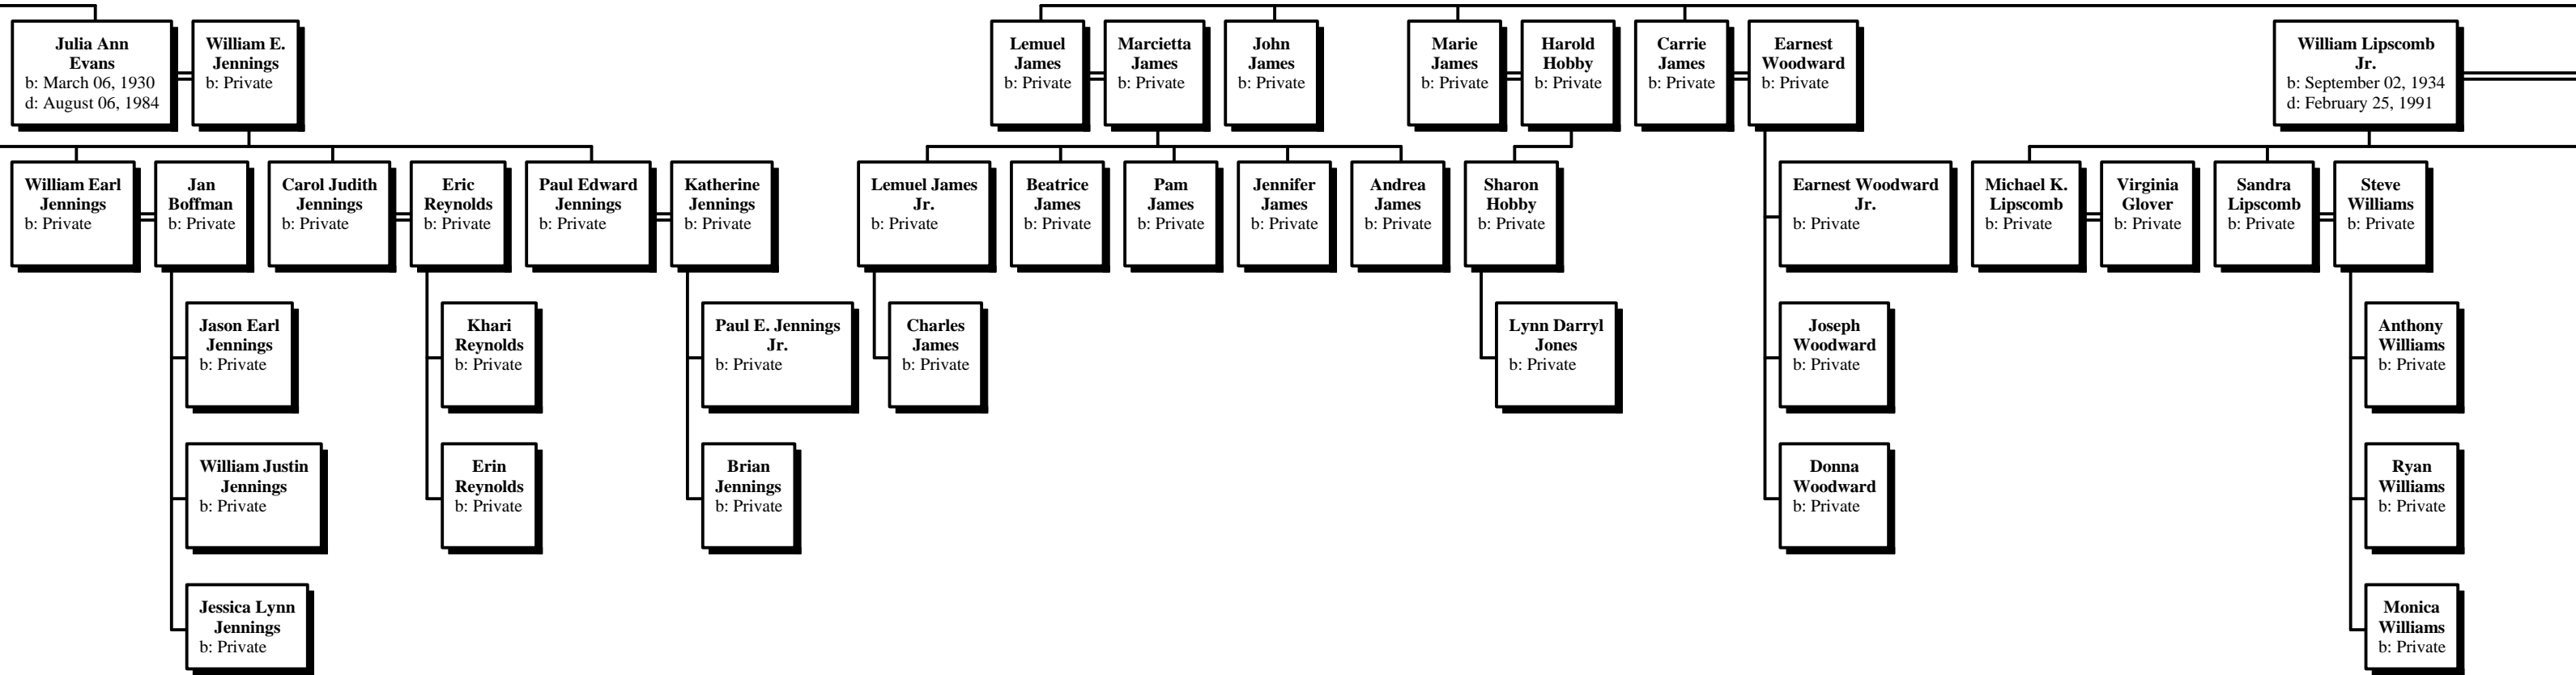 Julia Ann
Evans
b: March 06, 1930
d: August 06, 1984
William E.
Jennings
b: Private
Lemuel
James
b: Private
Marcietta
James
b: Private
John
James
b: Private
Marie
James
b: Private
Harold
Hobby
b: Private
Carrie
James
b: Private
Earnest
Woodward
b: Private
William Lipscomb
Jr.
b: September 02, 1934
d: February 25, 1991
William Earl
Jennings
b: Private
Jan
Boffman
b: Private
Carol Judith
Jennings
b: Private
Eric
Reynolds
b: Private
Paul Edward
Jennings
b: Private
Katherine
Jennings
b: Private
Lemuel James
Jr.
b: Private
Beatrice
James
b: Private
Pam
James
b: Private
Jennifer
James
b: Private
Andrea
James
b: Private
Sharon
Hobby
b: Private
Earnest Woodward
Jr.
b: Private
Michael K.
Lipscomb
b: Private
Virginia
Glover
b: Private
Sandra
Lipscomb
b: Private
Steve
Williams
b: Private
Jason Earl
Jennings
b: Private
Khari
Reynolds
b: Private
Paul E. Jennings
Jr.
b: Private
Charles
James
b: Private
Lynn Darryl
Jones
b: Private
Joseph
Woodward
b: Private
Anthony
Williams
b: Private
William Justin
Jennings
b: Private
Erin
Reynolds
b: Private
Brian
Jennings
b: Private
Donna
Woodward
b: Private
Ryan
Williams
b: Private
Jessica Lynn
Jennings
b: Private
Monica
Williams
b: Private